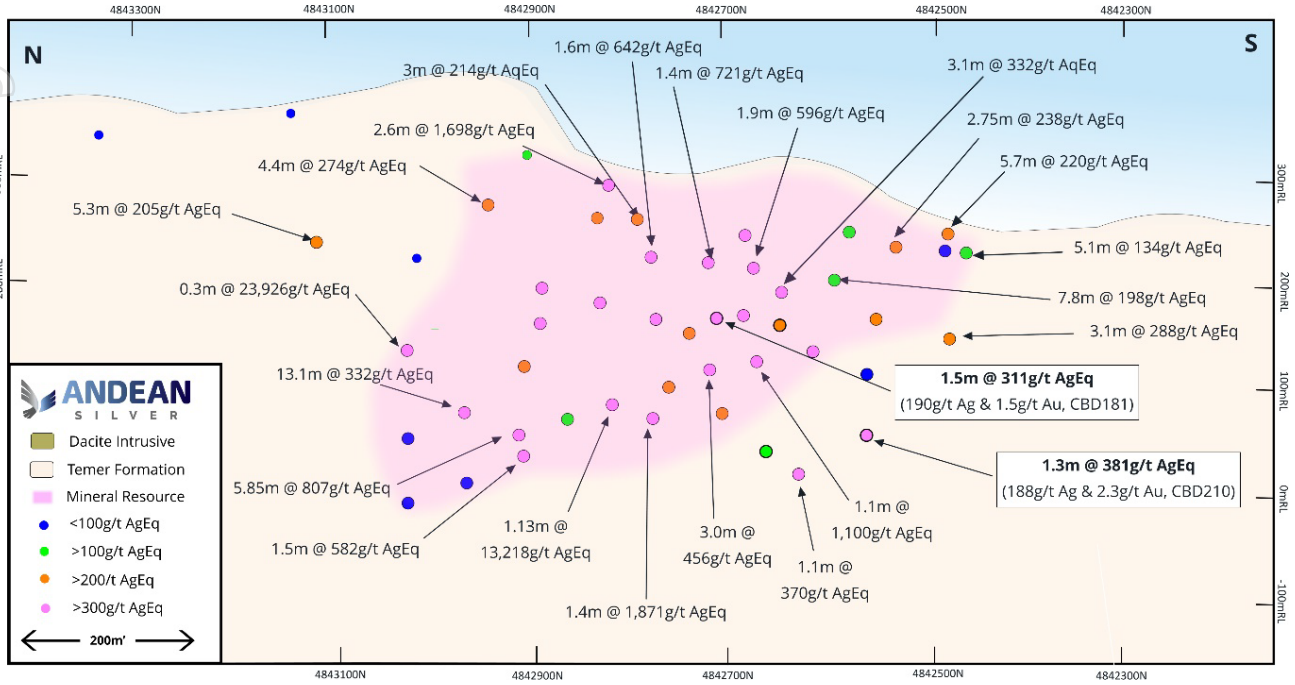 4843300N 4843100N 4842900N 4842700N 4842500N 4842300N
N
S
1.6m @ 642g/t AgEq
3m @ 214g/t AqEq
1.4m @ 721g/t AgEq
3.1m @ 332g/t AqEq
1.9m @ 596g/t AgEq
2.75m @ 238g/t AgEq
2.6m @ 1,698g/t AgEq
4.4m @ 274g/t AgEq
5.7m @ 220g/t AgEq
300mRL
5.3m @ 205g/t AgEq
5.1m @ 134g/t AgEq
0.3m @ 23,926g/t AgEq
200mRL
7.8m @ 198g/t AgEq
3.1m @ 288g/t AgEq
13.1m @ 332g/t AgEq
1.5m @ 311g/t AgEq
(190g/t Ag & 1.5g/t Au, CBD181)
100mRL
1.3m @ 381g/t AgEq
(188g/t Ag & 2.3g/t Au, CBD210)
5.85m @ 807g/t AgEq
0mRL
1.5m @ 582g/t AgEq
1.13m @
13,218g/t AgEq
3.0m @
456g/t AgEq
1.1m @
1,100g/t AgEq
1.1m @
370g/t AgEq
1.4m @ 1,871g/t AgEq
-100mRL
ANDEAN
SILVER
Dacite Intrusive
Temer Formation
Mineral Resource
<100g/t AgEq
>100g/t AgEq
>200/t AgEq
>300g/t AgEq
200m'
4843100N 4842900N 4842700N 4842500N 4842300N